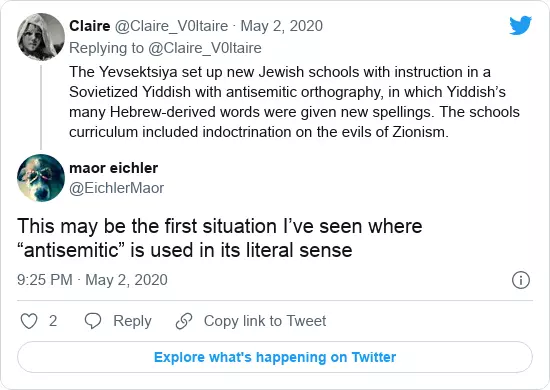 Claire @Claire_V0ltaire · May 2, 2020
Replying to @Claire_V0ltaire
The Yevsektsiya set up new Jewish schools with instruction in a
Sovietized Yiddish with antisemitic orthography, in which Yiddish’s
many Hebrew-derived words were given new spellings. The schools
curriculum included indoctrination on the evils of Zionism.
maor eichler
@EichlerMaor
This may be the first situation I’ve seen where
“antisemitic” is used in its literal sense
9:25 PM · May 2, 2020
2 Reply Copy link to Tweet
Explore what's happening on Twitter